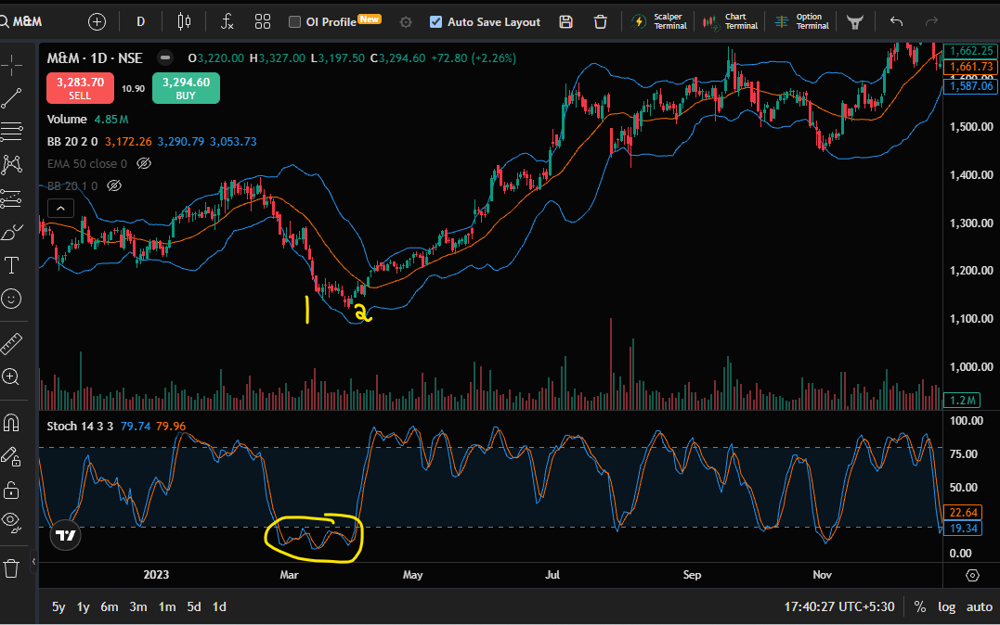 M&M D fx OI Profile New Auto Save Layout Scalper Terminal Chart Terminal Option Terminal
M&M · 1D · NSE O3,220.00 H3,327.00 L3,197.50 C3,294.60 +72.80 (+2.26%)
3,283.70 SELL 10.90 3,294.60 BUY
Volume 4.85M
BB 20 2 0 3,172.26 3,290.79 3,053.73
EMA 50 close 0
BB 20 1 0
1,662.25
1,661.73
1,587.06
1,500.00
1,400.00
1,300.00
1,200.00
1,100.00
1,000.00
1.2M
1 2
Stoch 14 3 3 79.74 79.96
100.00
75.00
50.00
22.64
19.34
0.00
2023 Mar May Jul Sep Nov
5y 1y 6m 3m 1m 5d 1d 17:40:27 UTC+5:30 % log auto